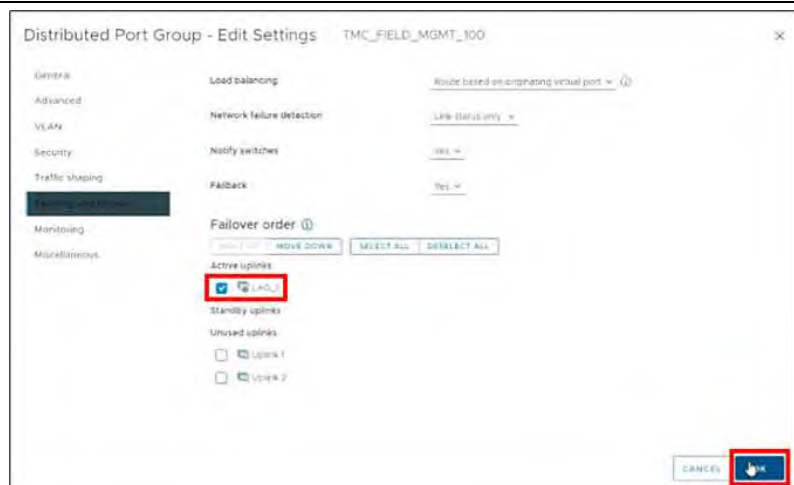 Distributed Port Group - Edit Settings TMC_FIELD_MGMT_100
General
Advanced
VLAN
Security
Traffic shaping
Monitoring
Miscellaneous
Load balancing Route based on originating virtual port
Network failure detection Link status only
Notify switches Yes
Failback Yes
Failover order
MOVE UP MOVE DOWN SELECT ALL DESELECT ALL
Active uplinks
Standby uplinks
Unused uplinks
Uplink 1
Uplink 2
CANCEL